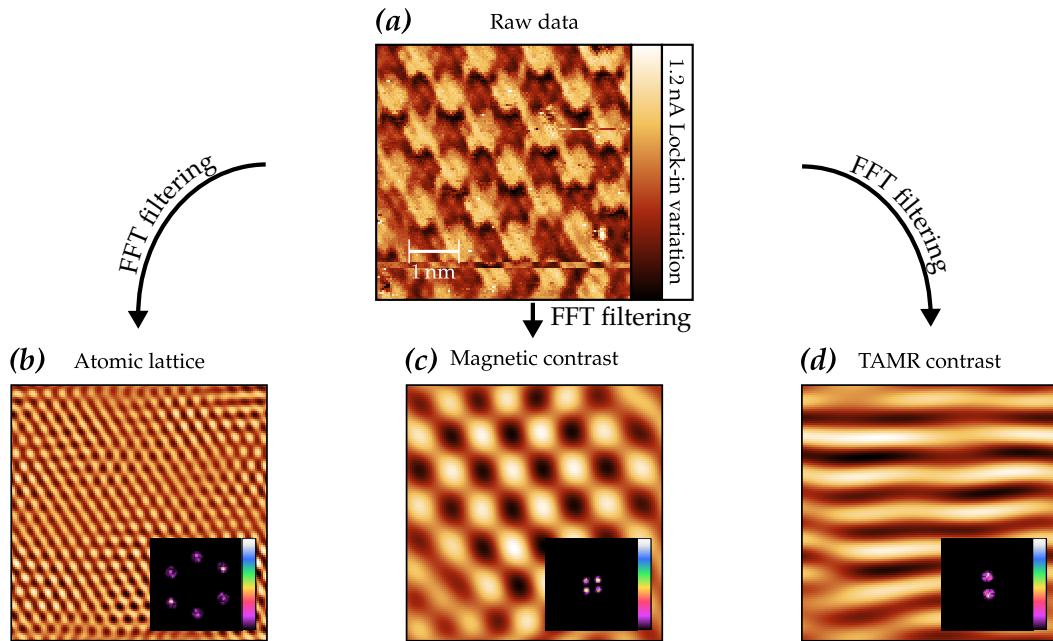 (a) Raw data
1.2 nA Lock-in variation
1 nm
FFT filtering
FFT filtering
FFT filtering
(b) Atomic lattice
(c) Magnetic contrast
(d) TAMR contrast